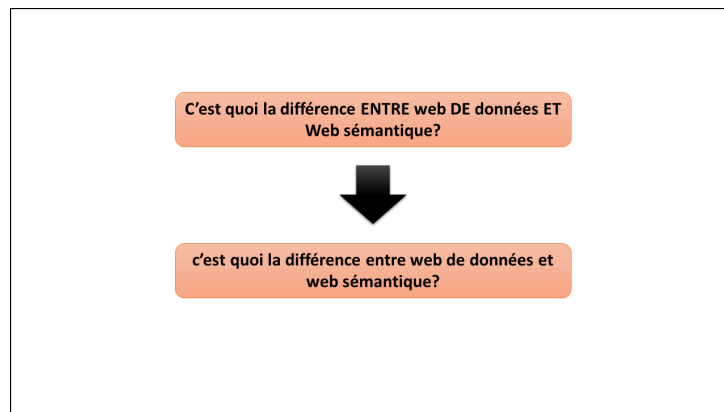 C’est quoi la différence ENTRE web DE données ET
Web sémantique?
c’est quoi la différence entre web de données et
web sémantique?